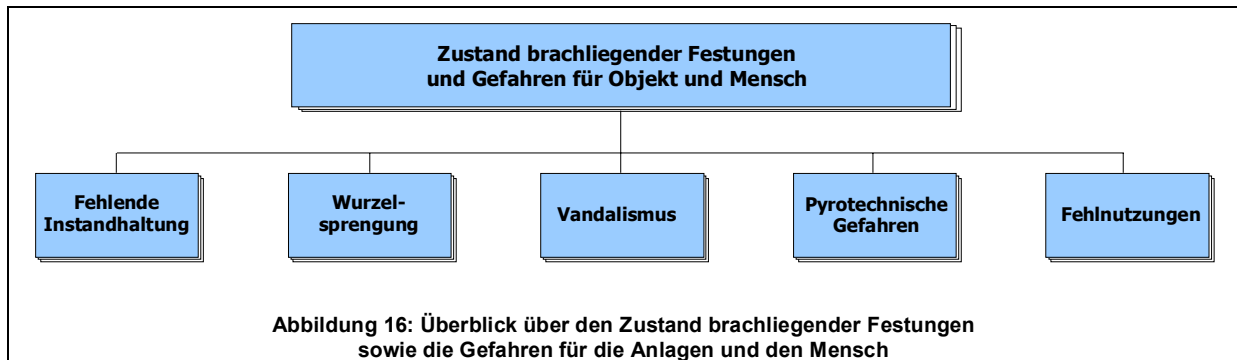 Zustand brachliegender Festungen
und Gefahren für Objekt und Mensch
Fehlende
Instandhaltung
Wurzel-
sprengung
Vandalismus
Pyrotechnische
Gefahren
Fehlnutzungen
Abbildung 16: Überblick über den Zustand brachliegender Festungen
sowie die Gefahren für die Anlagen und den Mensch